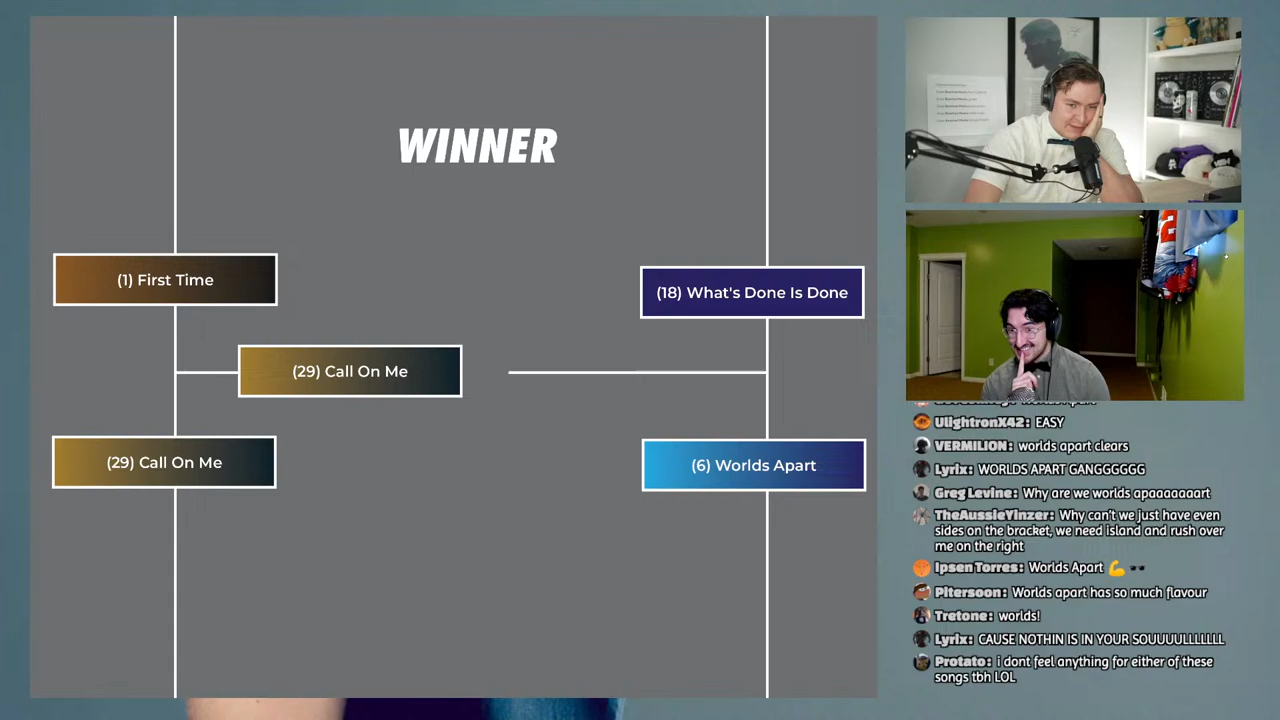 WINNER
(1) First Time
(18) What's Done Is Done
(29) Call On Me
(29) Call On Me
(6) Worlds Apart
UlightronX42: EASY
VERMILION: worlds apart clears
Lyrix: WORLDS APART GANGGGGGG
Greg Levine: Why are we worlds apaaaaaaart
TheAussieYinzer: Why can't we just have even
sides on the bracket, we need island and rush over
me on the right
Ipsen Torres: Worlds Apart 💪 🕶️
Pitersoon: Worlds apart has so much flavour
Tretone: worlds!
Lyrix: CAUSE NOTHIN IS IN YOUR SOUUUULLLLLLL
Protato: i dont feel anything for either of these
songs tbh LOL